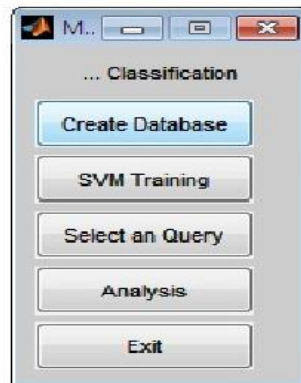 M..
... Classification
Create Database
SVM Training
Select an Query
Analysis
Exit